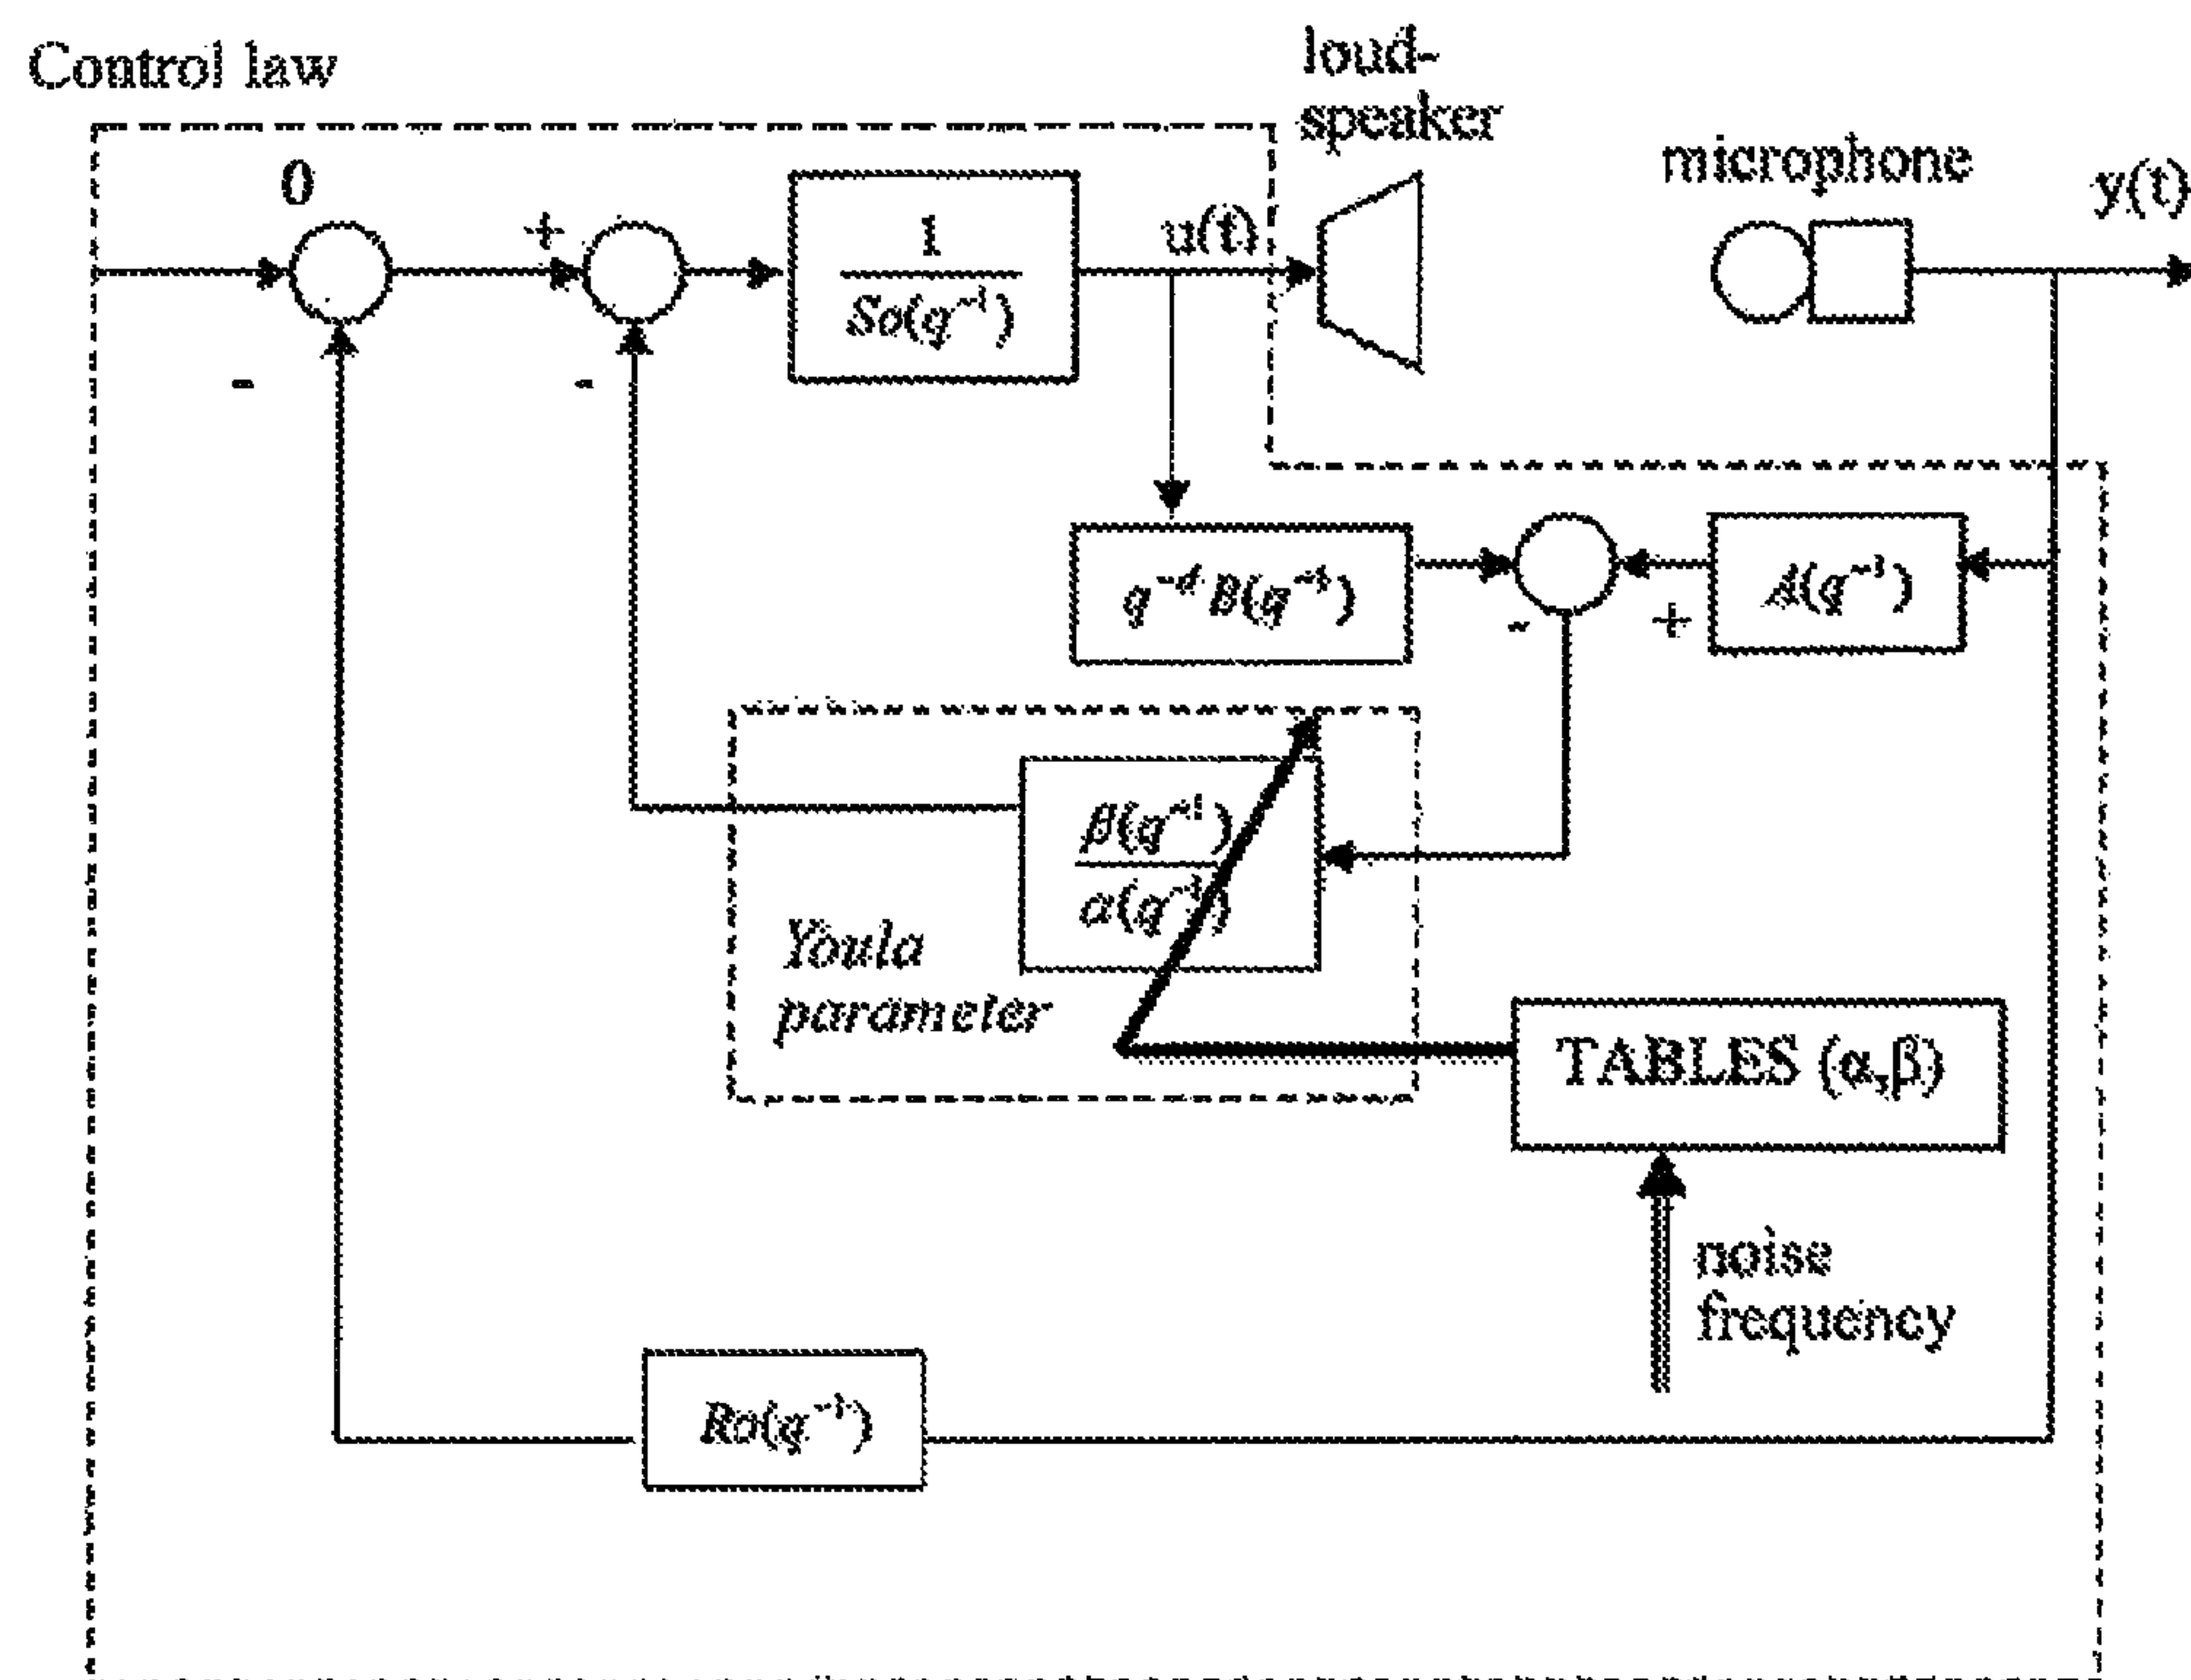 Control law
loud-
speaker
microphone
y(t)
0
+
1
So(q⁻¹)
u(t)
-
-
q⁻ᵈ B(q⁻¹)
-
+
A(q⁻¹)
β(q⁻¹)
α(q⁻¹)
Youla
parameter
TABLES (α,β)
noise
frequency
Ro(q⁻¹)